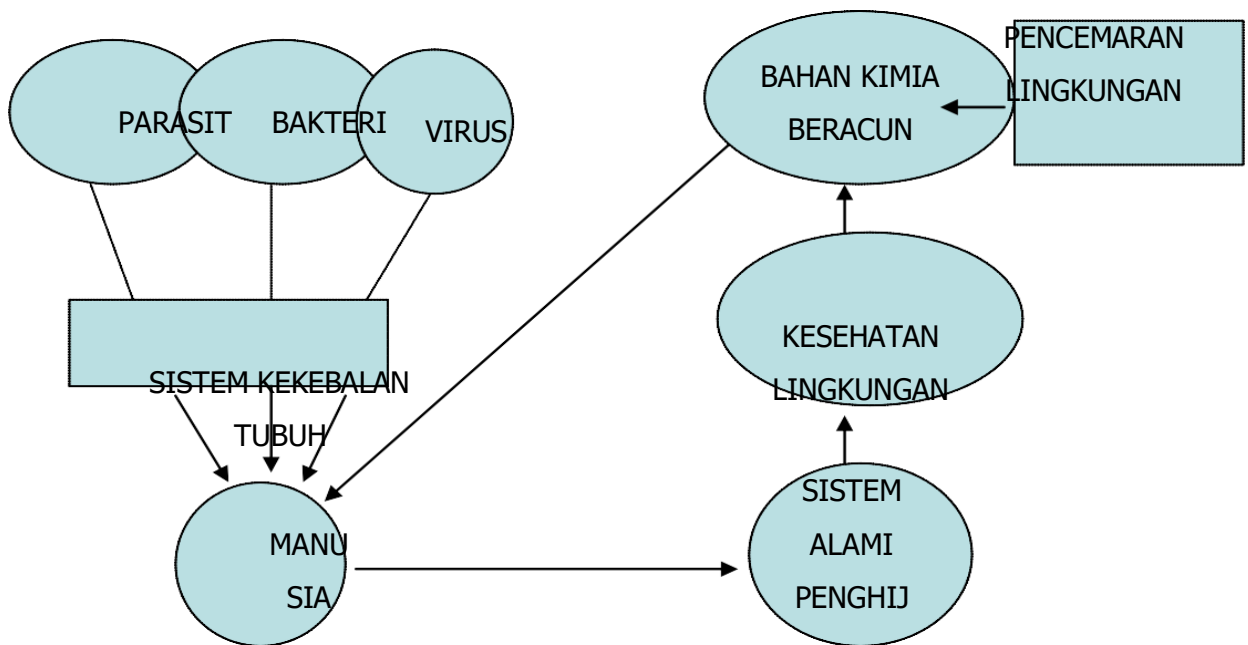 PARASIT
BAKTERI
VIRUS
SISTEM KEKEBALAN
TUBUH
MANU
SIA
BAHAN KIMIA
BERACUN
PENCEMARAN
LINGKUNGAN
KESEHATAN
LINGKUNGAN
SISTEM
ALAMI
PENGHIJ